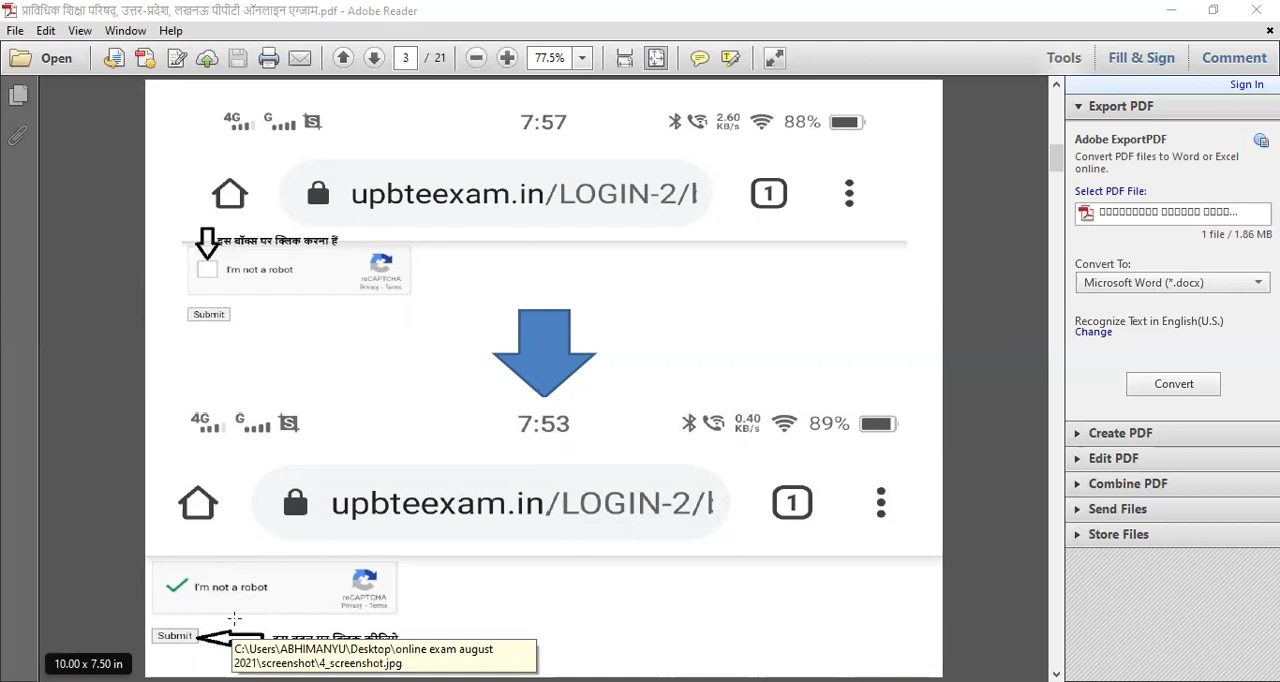 प्राविधिक शिक्षा परिषद्, उत्तर-प्रदेश, लखनऊ पीपीटी ऑनलाइन एग्जाम.pdf - Adobe Reader
File Edit View Window Help
Open 3 / 21 77.5% Tools Fill & Sign Comment
Sign In
Export PDF
Adobe ExportPDF
Convert PDF files to Word or Excel
online.
Select PDF File:
1 file / 1.86 MB
Convert To:
Microsoft Word (*.docx)
Recognize Text in English(U.S.)
Change
Convert
Create PDF
Edit PDF
Combine PDF
Send Files
Store Files
4G G 7:57 2.60 KB/s 88%
upbteexam.in/LOGIN-2/
1
इस बॉक्स पर क्लिक करना हैं
I'm not a robot
reCAPTCHA
Privacy - Terms
Submit
4G G 7:53 0.40 KB/s 89%
upbteexam.in/LOGIN-2/
1
I'm not a robot
reCAPTCHA
Privacy - Terms
Submit
C:\Users\ABHIMANYU\Desktop\online exam august
2021\screenshot\4_screenshot.jpg
10.00 x 7.50 in